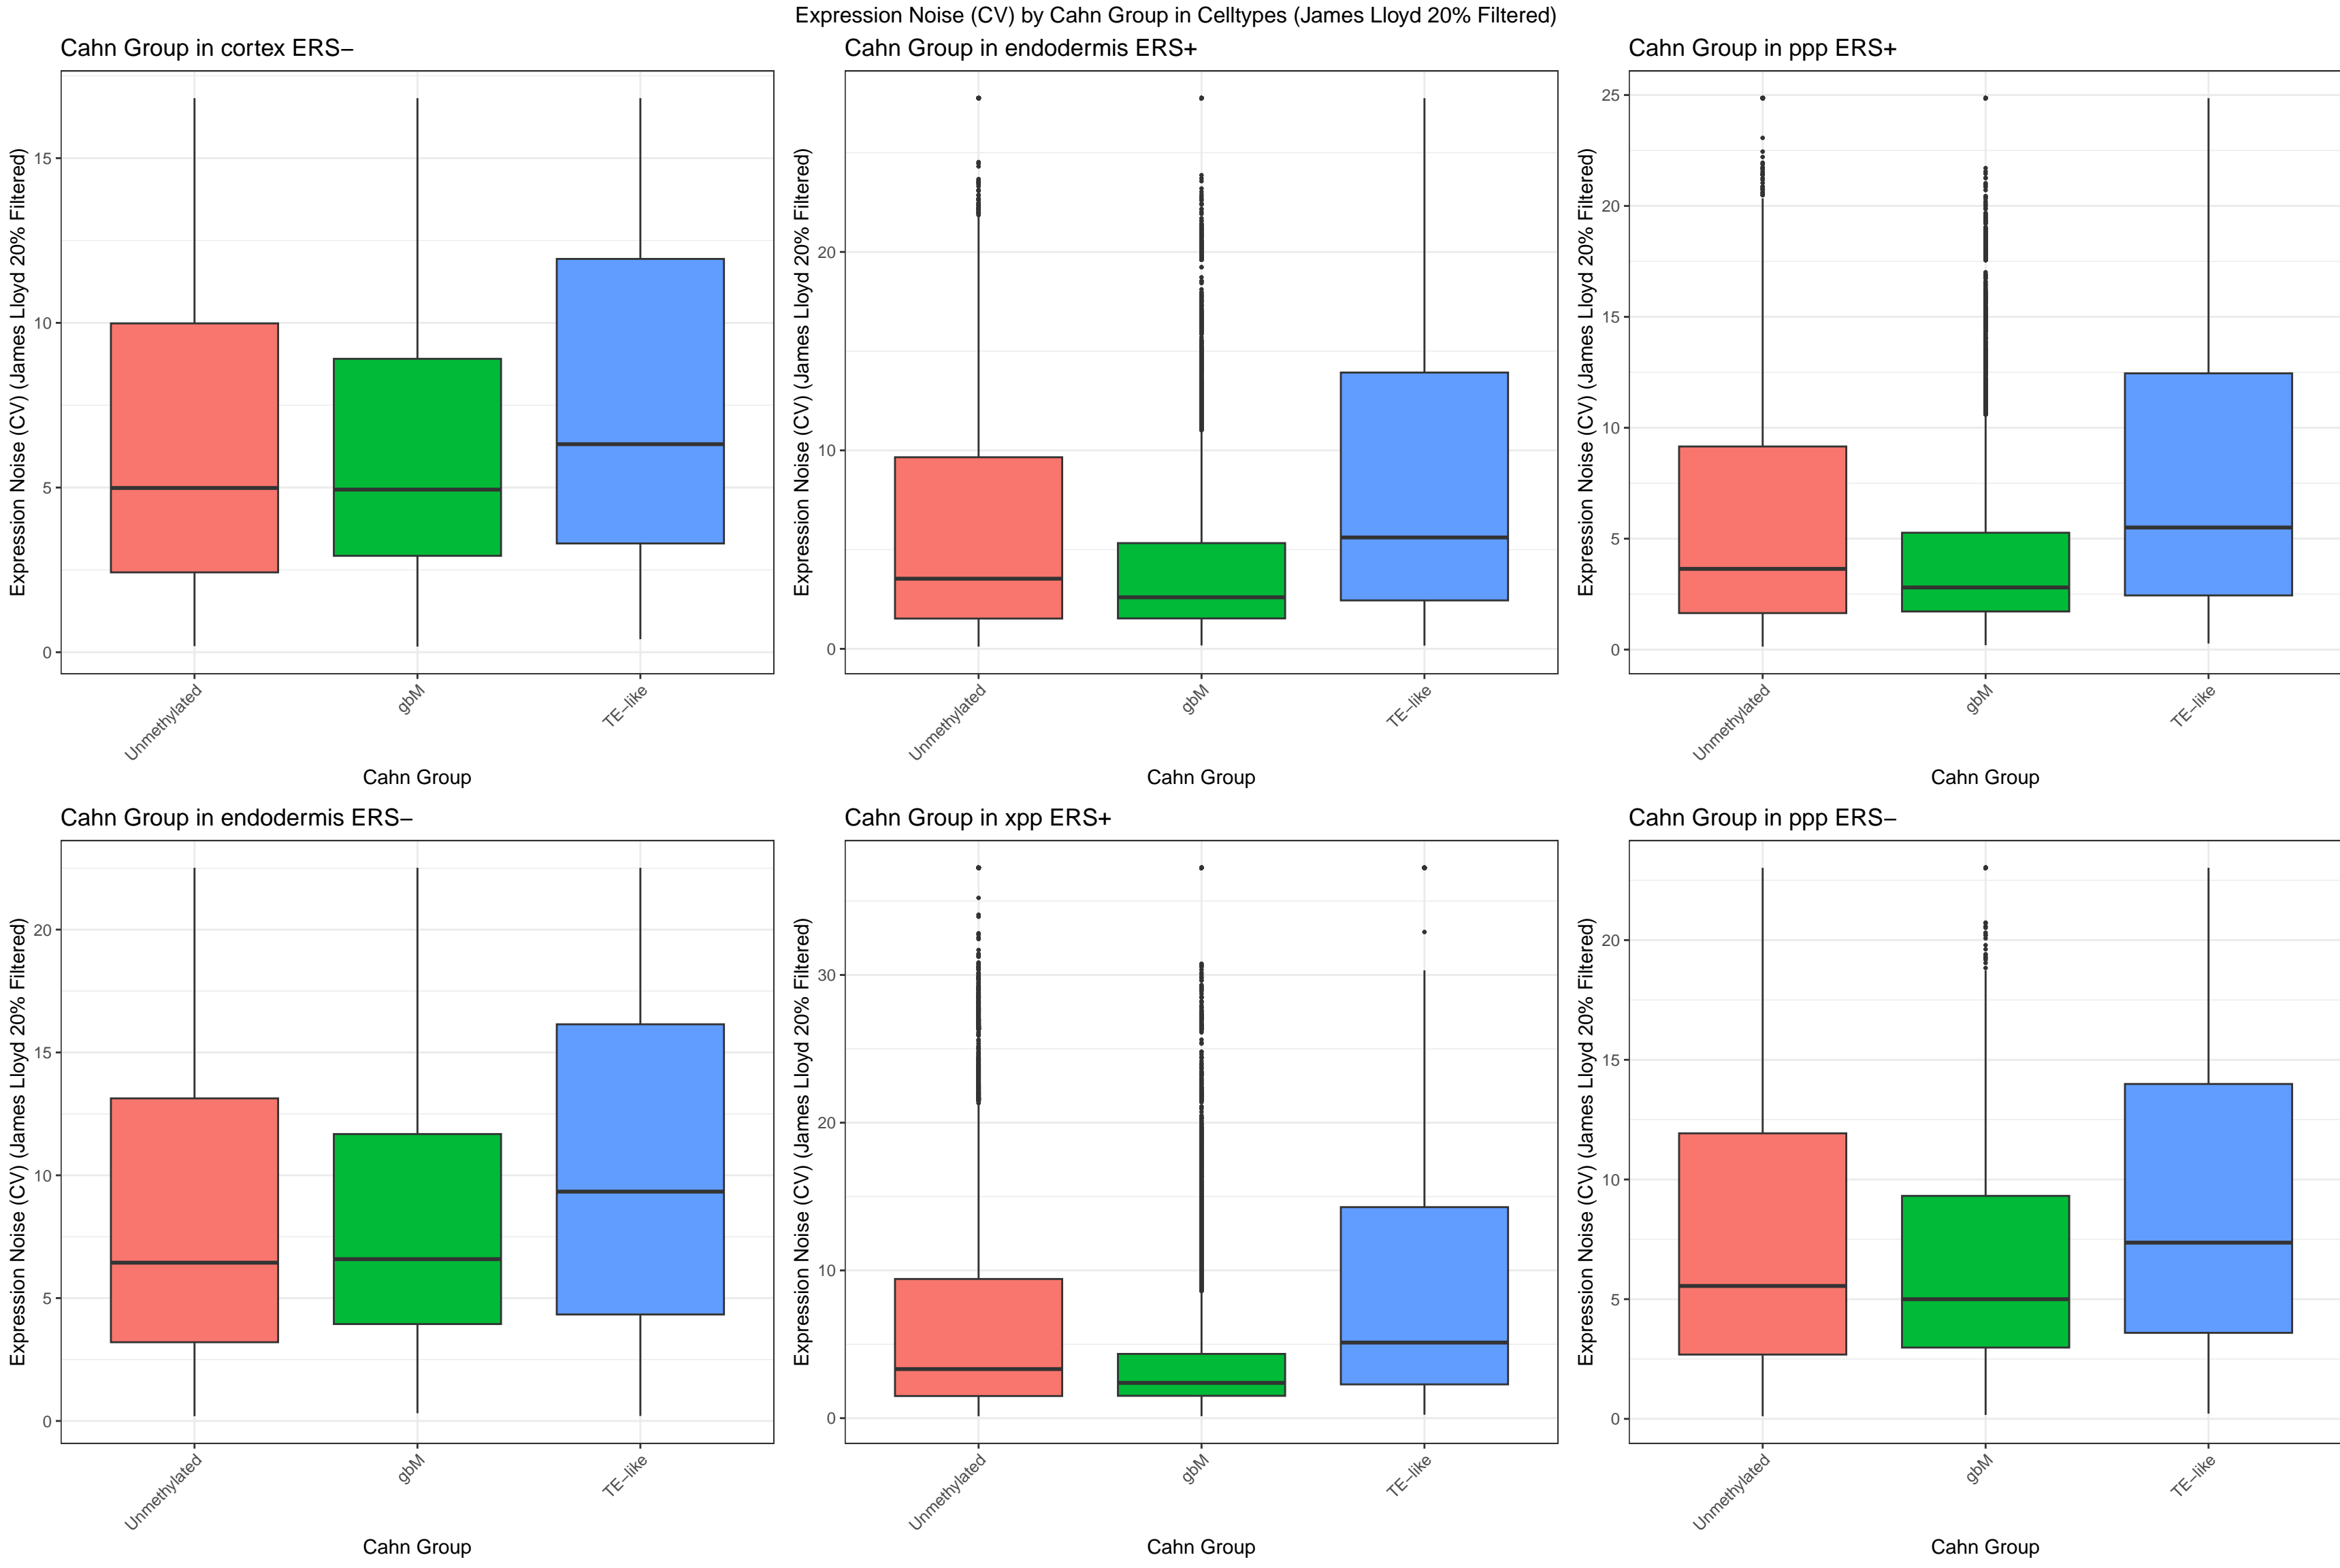 Expression Noise (CV) by Cahn Group in Celltypes (James Lloyd 20% Filtered)
Cahn Group in cortex ERS−
Expression Noise (CV) (James Lloyd 20% Filtered)
15
10
5
0
Unmethylated
gbM
TE−like
Cahn Group
Cahn Group in endodermis ERS+
Expression Noise (CV) (James Lloyd 20% Filtered)
20
10
0
Unmethylated
gbM
TE−like
Cahn Group
Cahn Group in ppp ERS+
Expression Noise (CV) (James Lloyd 20% Filtered)
25
20
15
10
5
0
Unmethylated
gbM
TE−like
Cahn Group
Cahn Group in endodermis ERS−
Expression Noise (CV) (James Lloyd 20% Filtered)
20
15
10
5
0
Unmethylated
gbM
TE−like
Cahn Group
Cahn Group in xpp ERS+
Expression Noise (CV) (James Lloyd 20% Filtered)
30
20
10
0
Unmethylated
gbM
TE−like
Cahn Group
Cahn Group in ppp ERS−
Expression Noise (CV) (James Lloyd 20% Filtered)
20
15
10
5
0
Unmethylated
gbM
TE−like
Cahn Group